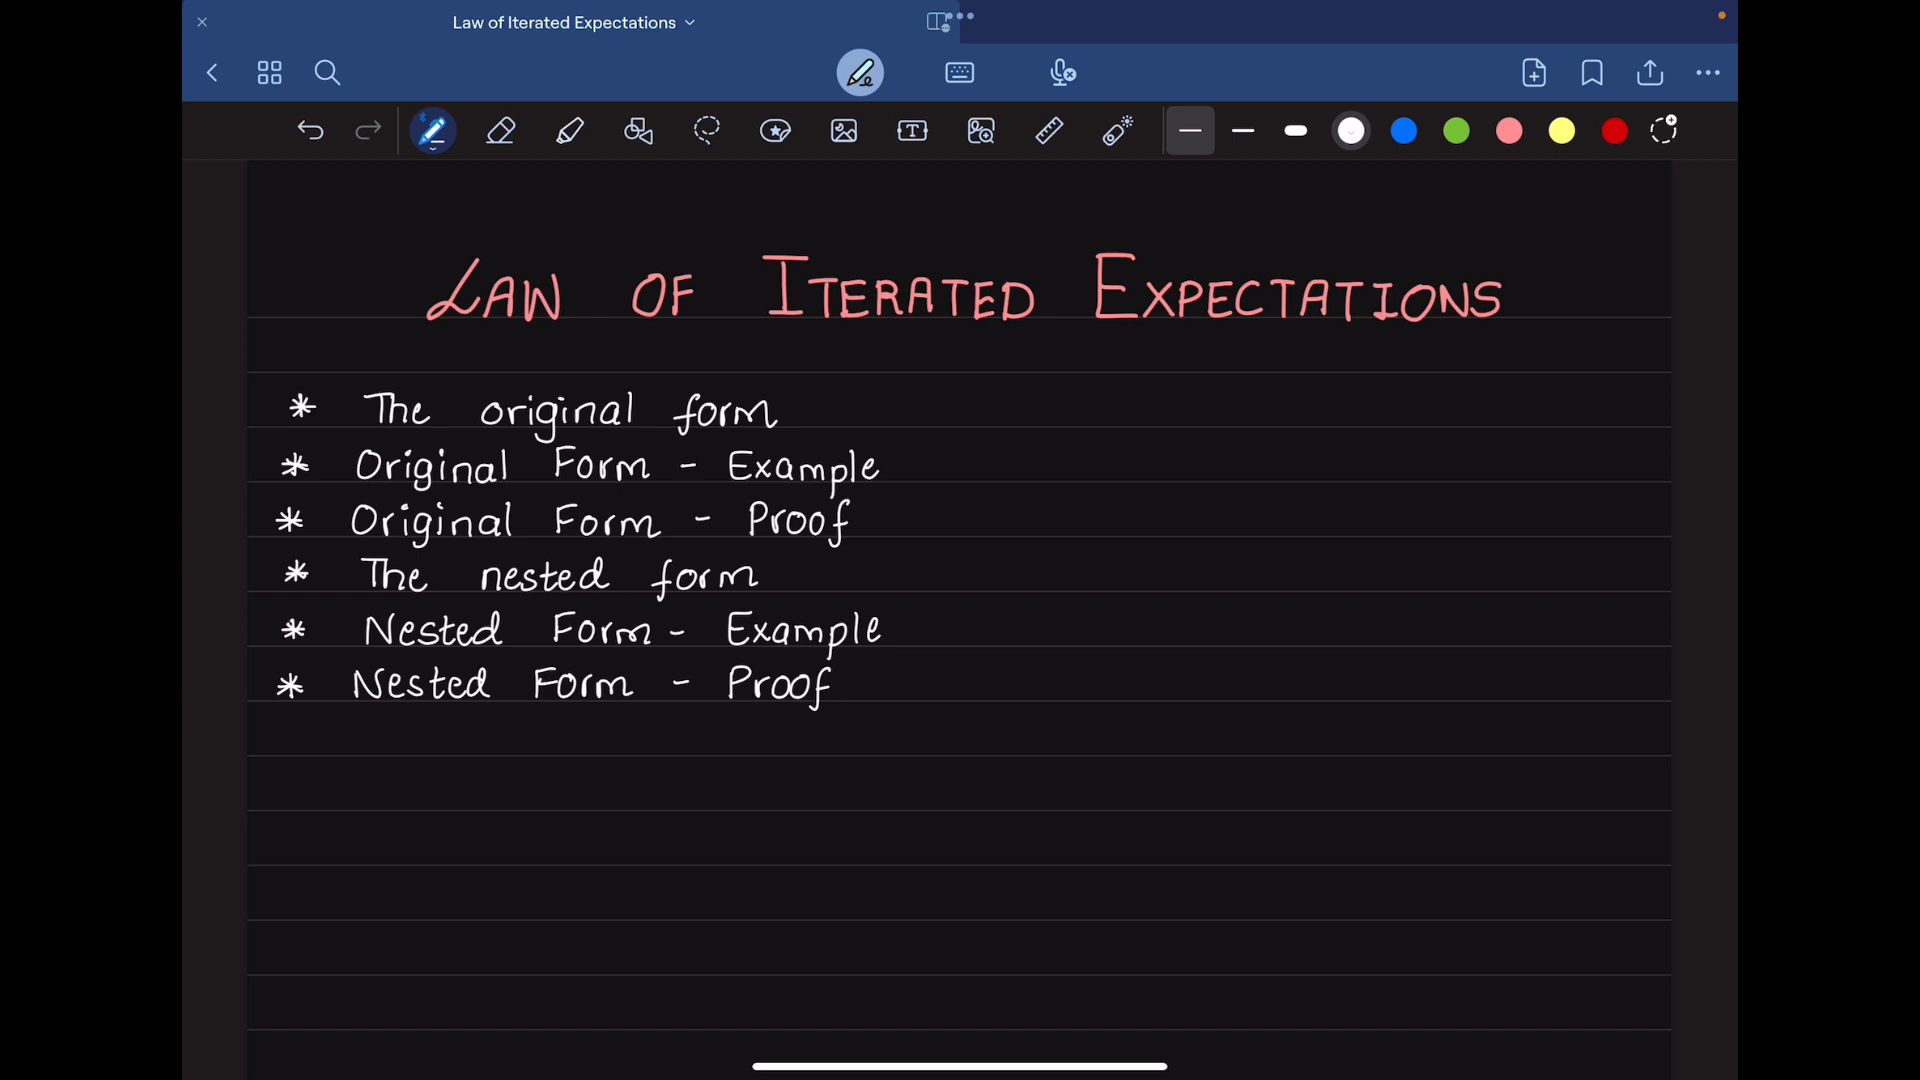 Law of Iterated Expectations
LAW OF ITERATED EXPECTATIONS
* The original form
* Original Form - Example
* Original Form - Proof
* The nested form
* Nested Form - Example
* Nested Form - Proof